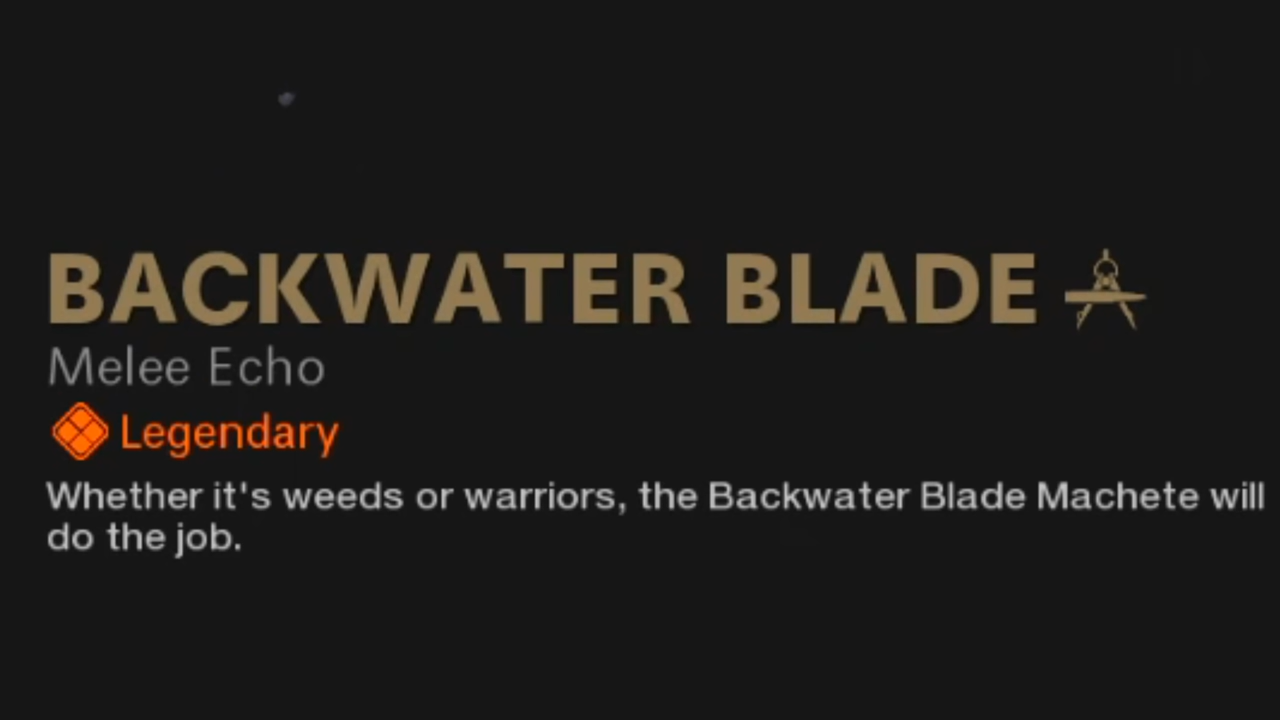 BACKWATER BLADE
Melee Echo
Legendary
Whether it's weeds or warriors, the Backwater Blade Machete will
do the job.